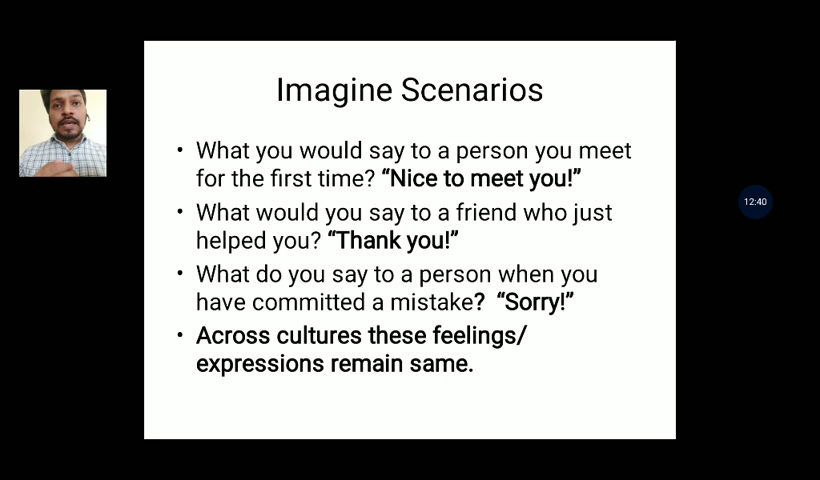 Imagine Scenarios
• What you would say to a person you meet
for the first time? “Nice to meet you!”
• What would you say to a friend who just
helped you? “Thank you!”
• What do you say to a person when you
have committed a mistake?  “Sorry!”
• Across cultures these feelings/
expressions remain same.
12:40